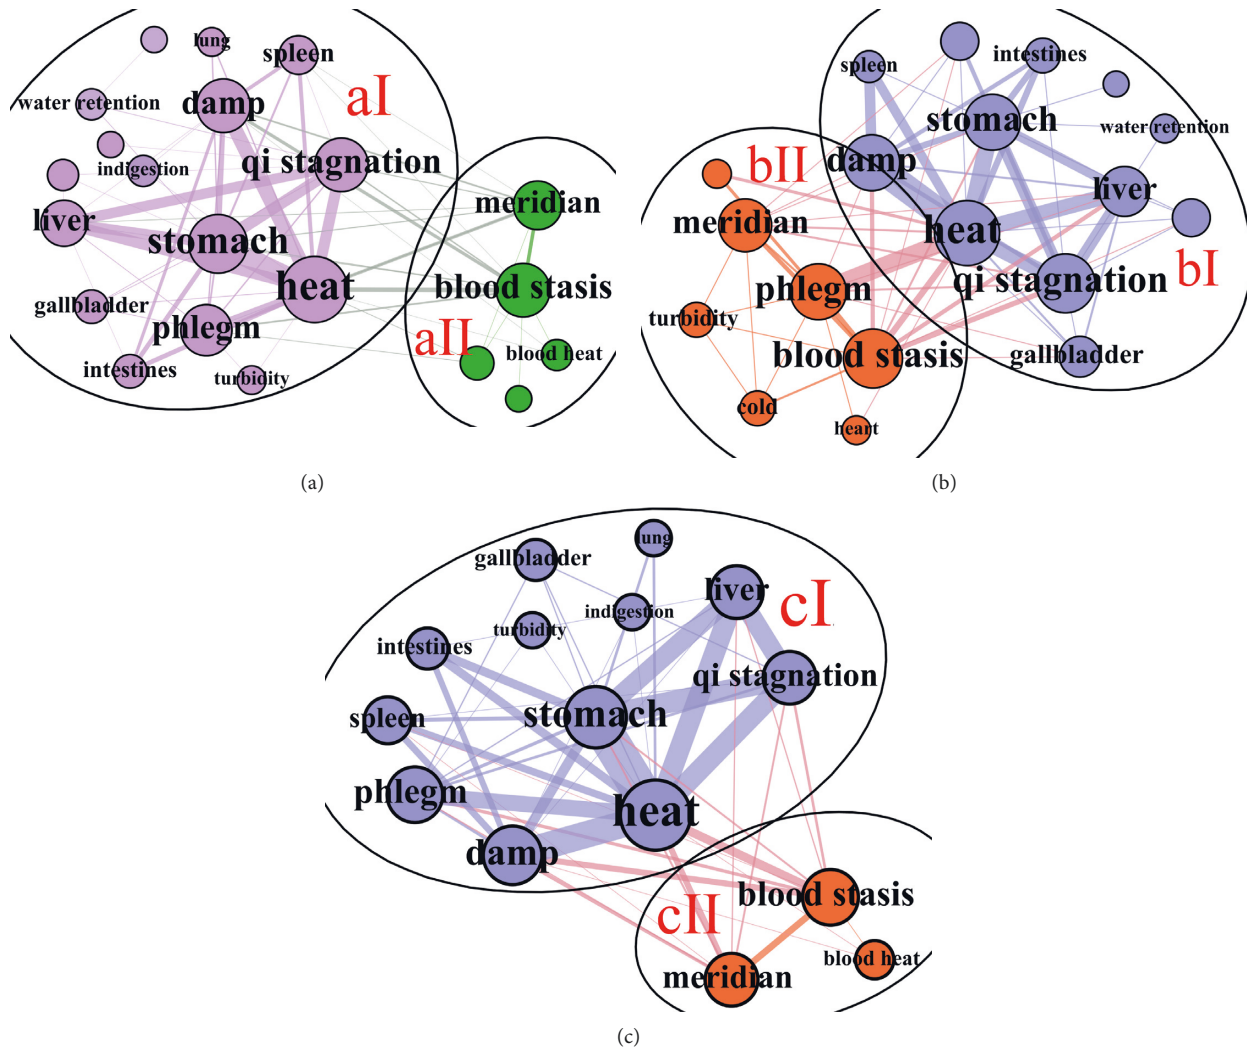 lung
spleen
aI
water retention
damp
qi stagnation
indigestion
liver
meridian
stomach
heat
blood stasis
gallbladder
phlegm
aII
blood heat
intestines
turbidity
(a)
intestines
spleen
stomach
water retention
bII
damp
liver
meridian
heat
bI
phlegm
qi stagnation
turbidity
blood stasis
gallbladder
cold
heart
(b)
lung
gallbladder
liver
cI
indigestion
turbidity
intestines
qi stagnation
spleen
stomach
phlegm
heat
damp
blood stasis
cII
blood heat
meridian
(c)